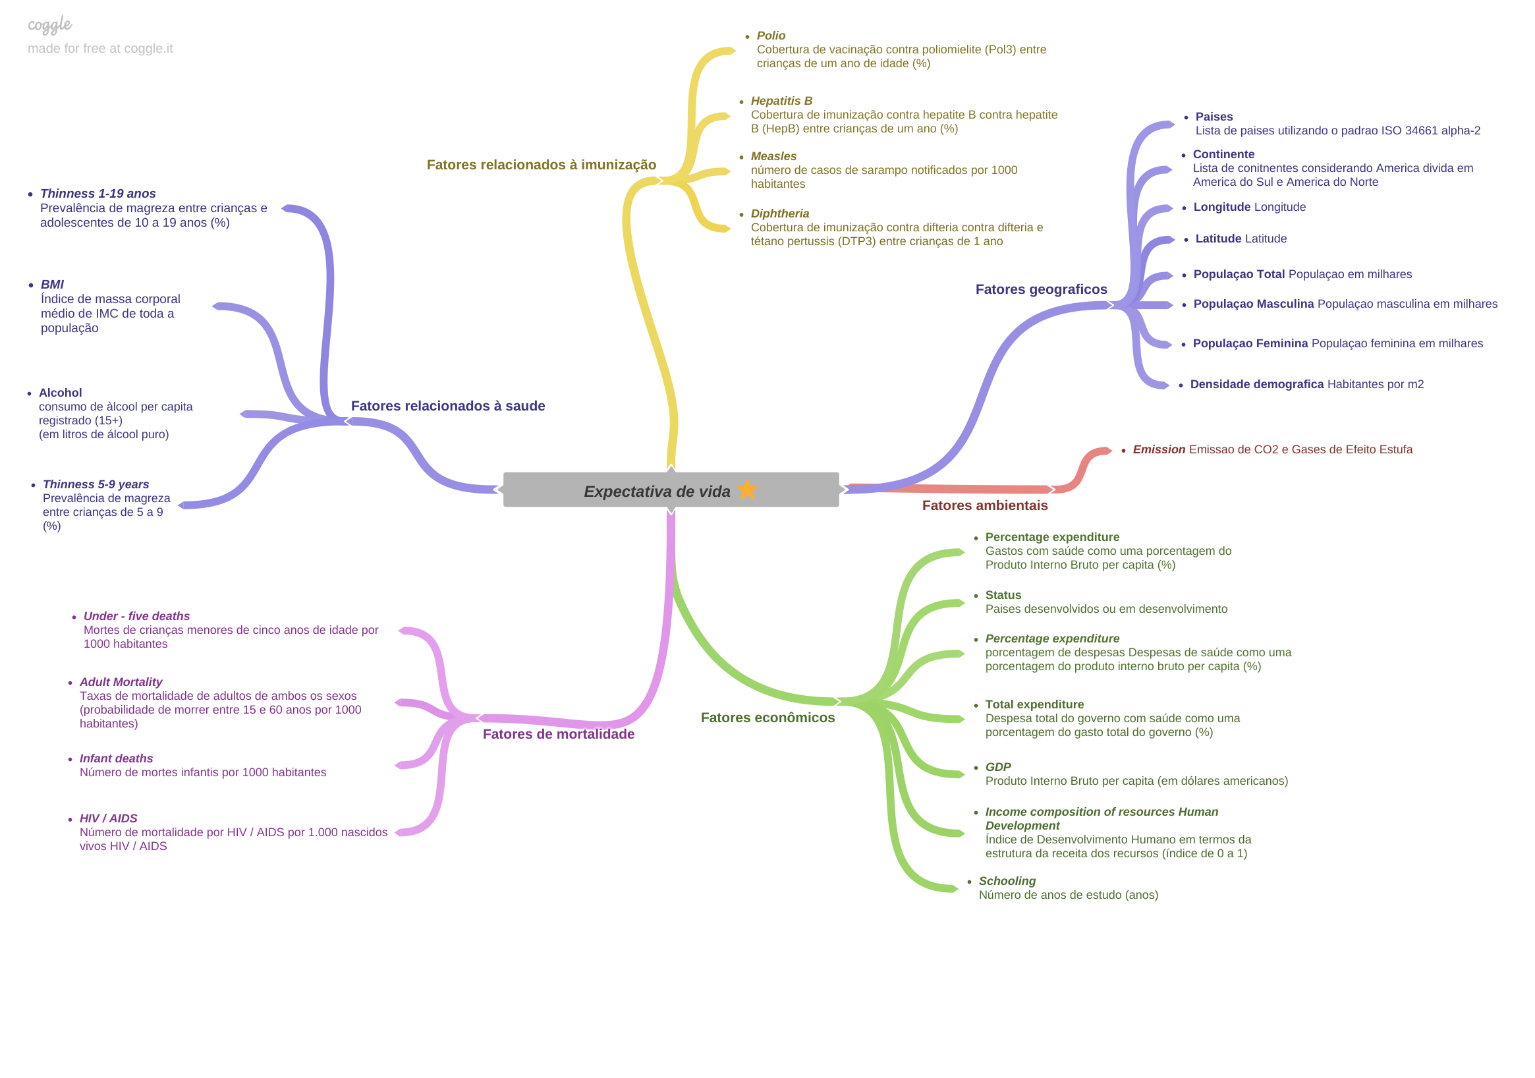 coggle
made for free at coggle.it
Polio
Cobertura de vacinação contra poliomielite (Pol3) entre
crianças de um ano de idade (%)
Hepatitis B
Cobertura de imunização contra hepatite B contra hepatite
B (HepB) entre crianças de um ano (%)
Fatores relacionados à imunização
Measles
número de casos de sarampo notificados por 1000
habitantes
Diphtheria
Cobertura de imunização contra difteria contra difteria e
tétano pertussis (DTP3) entre crianças de 1 ano
Paises
Lista de paises utilizando o padrao ISO 34661 alpha-2
Continente
Lista de conitnentes considerando America divida em
America do Sul e America do Norte
Longitude Longitude
Latitude Latitude
Fatores geograficos
Populaçao Total Populaçao em milhares
Populaçao Masculina Populaçao masculina em milhares
Populaçao Feminina Populaçao feminina em milhares
Densidade demografica Habitantes por m2
Thinness 1-19 anos
Prevalência de magreza entre crianças e
adolescentes de 10 a 19 anos (%)
BMI
Índice de massa corporal
médio de IMC de toda a
população
Fatores relacionados à saude
Alcohol
consumo de àlcool per capita
registrado (15+)
(em litros de álcool puro)
Thinness 5-9 years
Prevalência de magreza
entre crianças de 5 a 9
(%)
Expectativa de vida
Emission Emissao de CO2 e Gases de Efeito Estufa
Fatores ambientais
Percentage expenditure
Gastos com saúde como uma porcentagem do
Produto Interno Bruto per capita (%)
Status
Paises desenvolvidos ou em desenvolvimento
Percentage expenditure
porcentagem de despesas Despesas de saúde como uma
porcentagem do produto interno bruto per capita (%)
Fatores econômicos
Total expenditure
Despesa total do governo com saúde como uma
porcentagem do gasto total do governo (%)
GDP
Produto Interno Bruto per capita (em dólares americanos)
Income composition of resources Human
Development
Índice de Desenvolvimento Humano em termos da
estrutura da receita dos recursos (índice de 0 a 1)
Schooling
Número de anos de estudo (anos)
Under - five deaths
Mortes de crianças menores de cinco anos de idade por
1000 habitantes
Adult Mortality
Taxas de mortalidade de adultos de ambos os sexos
(probabilidade de morrer entre 15 e 60 anos por 1000
habitantes)
Fatores de mortalidade
Infant deaths
Número de mortes infantis por 1000 habitantes
HIV / AIDS
Número de mortalidade por HIV / AIDS por 1.000 nascidos
vivos HIV / AIDS